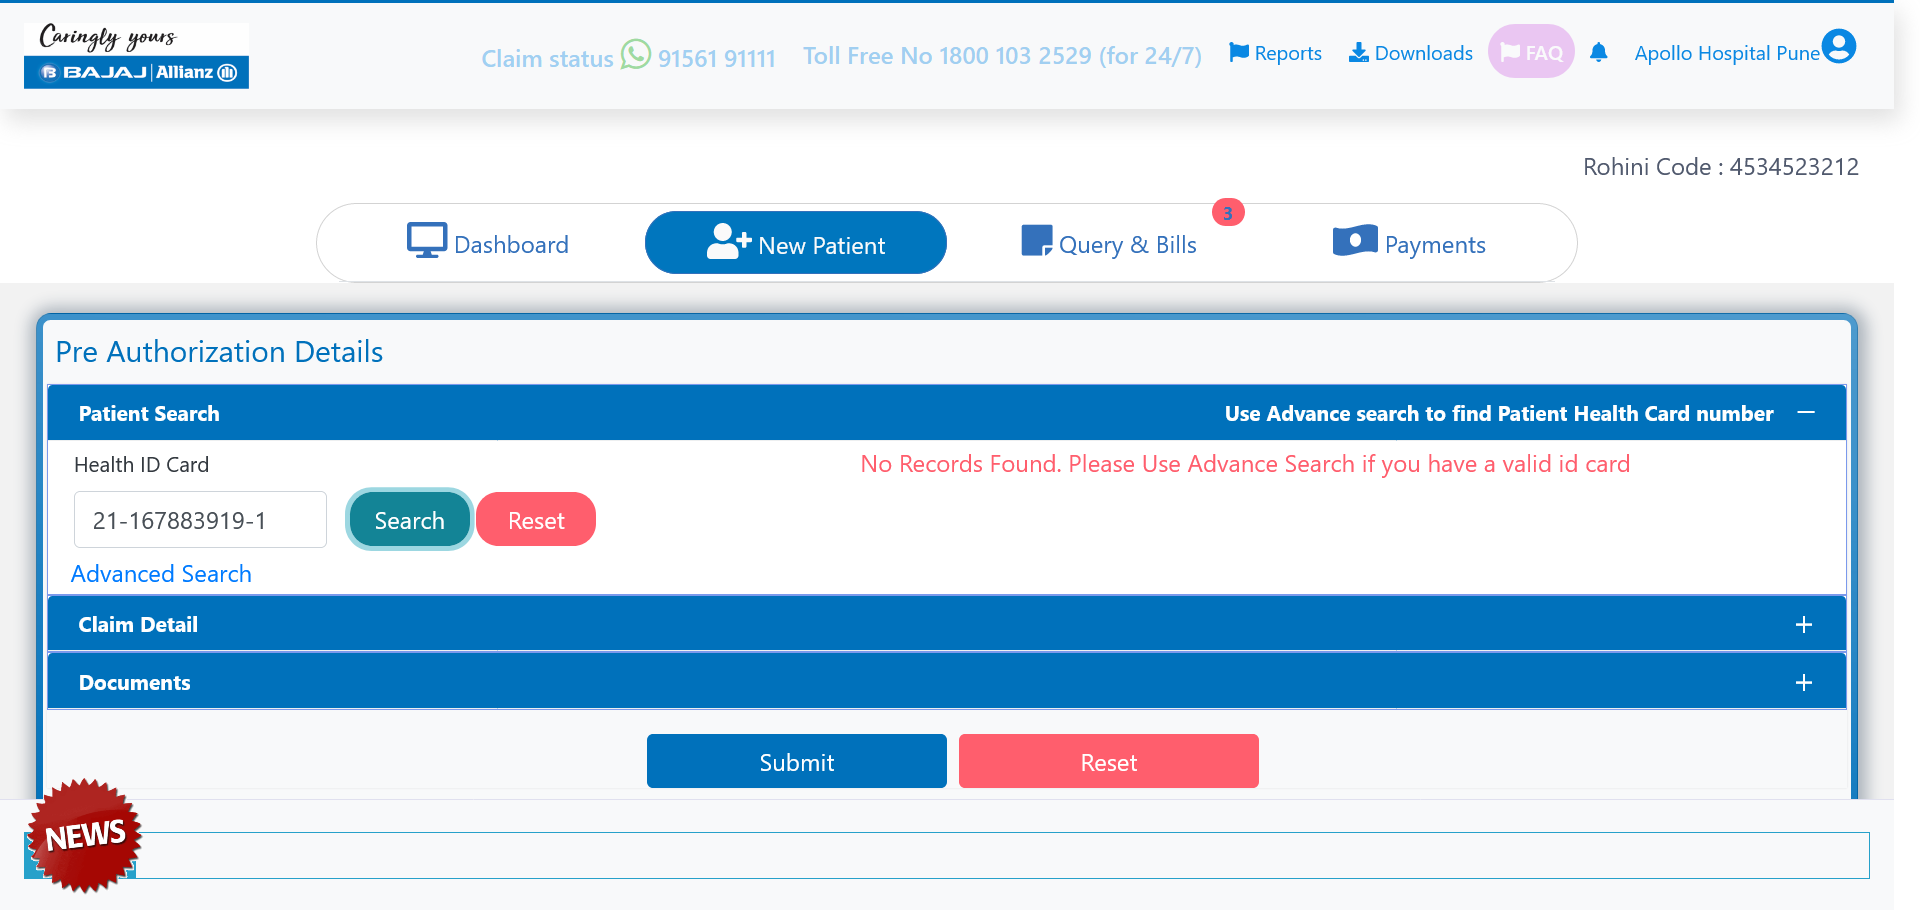 Caringly yours
BAJAJ | Allianz
Claim status 91561 91111
Toll Free No 1800 103 2529 (for 24/7)
Reports
Downloads
FAQ
Apollo Hospital Pune
Rohini Code : 4534523212
Dashboard
New Patient
Query & Bills
3
Payments
Pre Authorization Details
Patient Search
Use Advance search to find Patient Health Card number
Health ID Card
No Records Found. Please Use Advance Search if you have a valid id card
21-167883919-1
Search
Reset
Advanced Search
Claim Detail
Documents
Submit
Reset
NEWS